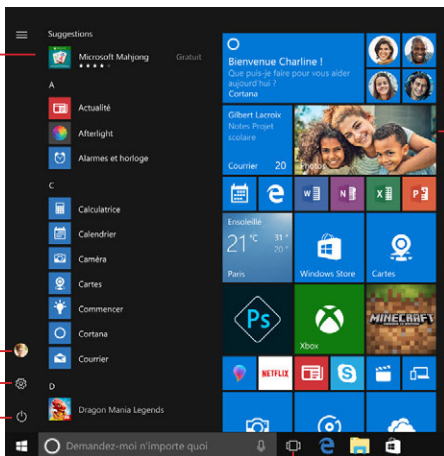 Suggestions
Microsoft Mahjong
Gratuit
A
Actualité
Afterlight
Alarmes et horloge
C
Calculatrice
Calendrier
Caméra
Cartes
Commencer
Cortana
Courrier
D
Dragon Mania Legends
Demandez-moi n'importe quoi
Bienvenue Charline !
Que puis-je faire pour vous aider
aujourd'hui ?
Cortana
Gilbert Lacroix
Notes Projet
scolaire
Courrier 20
Photos
Ensoleillé
21°C 31°
20°
Paris
Windows Store
Cartes
Ps
Xbox
MINECRAFT
NETFLIX